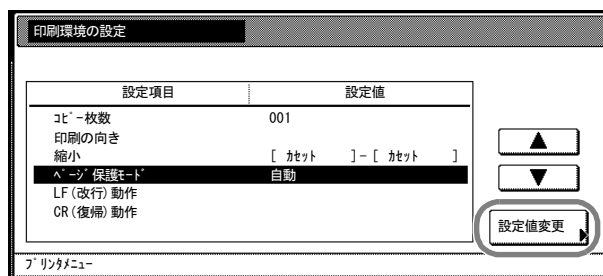 印刷環境の設定
設定項目 設定値
ｺﾋﾟｰ枚数 001
印刷の向き
縮小 [ ｶｾｯﾄ ]-[ ｶｾｯﾄ ]
ﾍﾟｰｼﾞ保護ﾓｰﾄﾞ 自動
LF(改行)動作
CR(復帰)動作
設定値変更
ﾌﾟﾘﾝﾀﾒﾆｭｰ